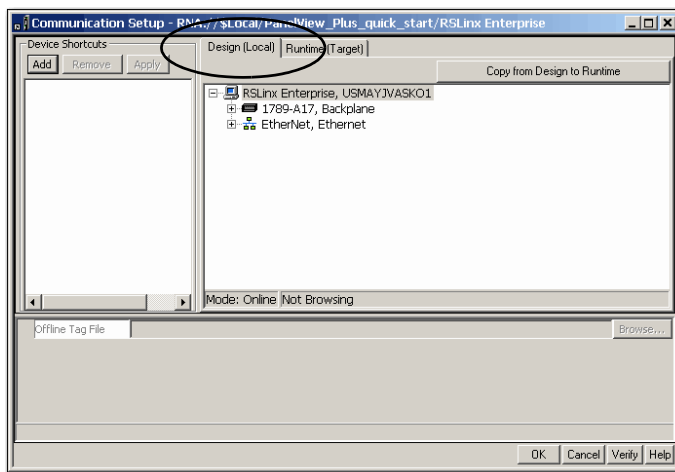 Communication Setup - RNA://$Local/PanelView_Plus_quick_start/RSLinx Enterprise
Device Shortcuts
Add Remove Apply
Design (Local) Runtime (Target)
Copy from Design to Runtime
RSLinx Enterprise, USMAYJVASKO1
1789-A17, Backplane
EtherNet, Ethernet
Mode: Online Not Browsing
Offline Tag File
Browse...
OK Cancel Verify Help